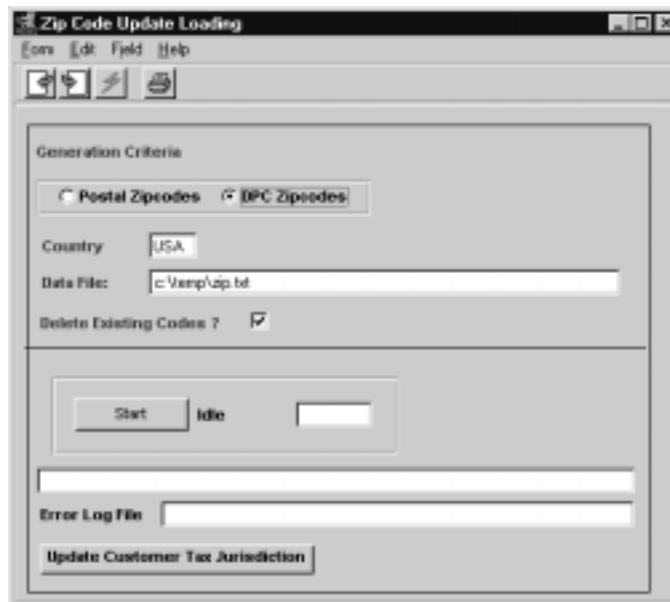 Zip Code Update Loading
Form Edit Field Help
Generation Criteria
Postal Zipcodes DPC Zipcodes
Country USA
Data File: c:\temp\zip.txt
Delete Existing Codes ?
Start Idle
Error Log File
Update Customer Tax Jurisdiction